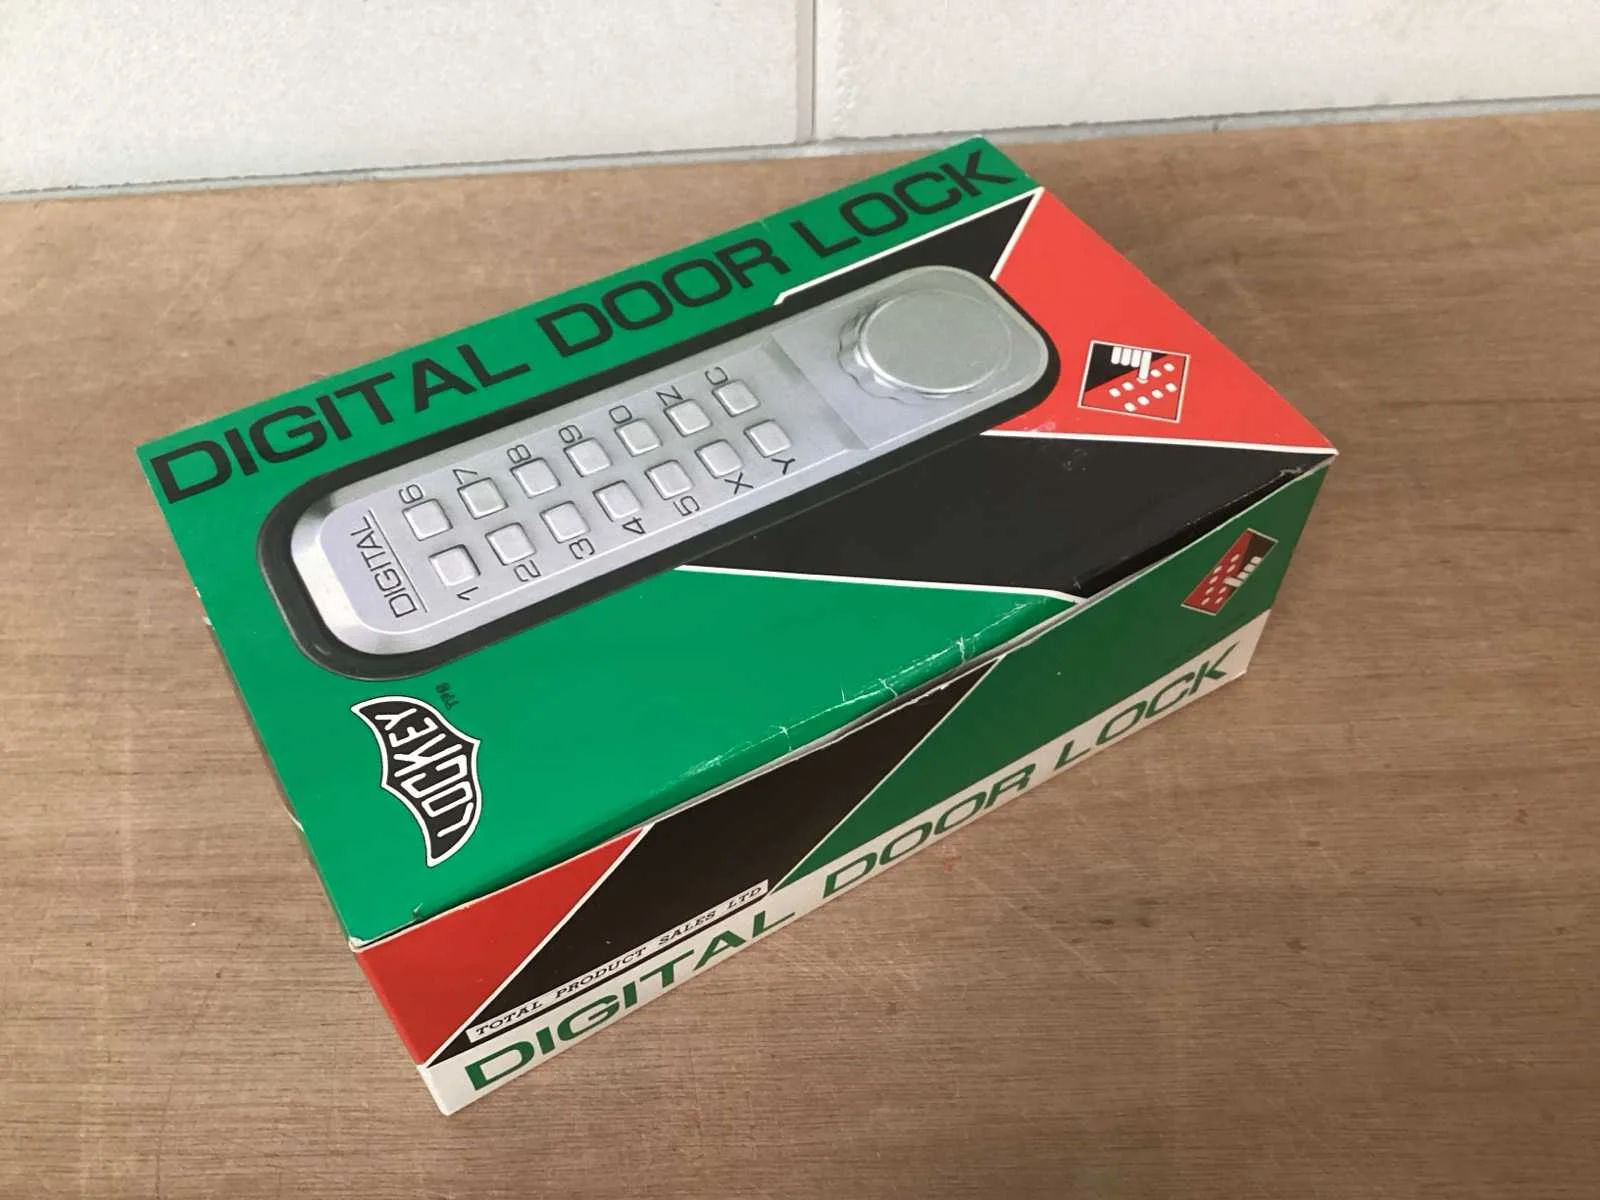 DIGITAL DOOR LOCK
DIGITAL
1 6
2 7
3 8
4 9
5 0
X Z
Y C
LOCKEY
TOTAL PRODUCT SALES LTD
DIGITAL DOOR LOCK